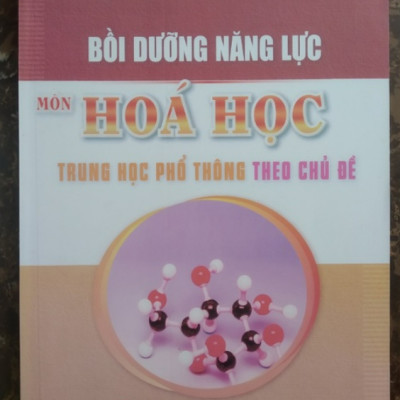 BỒI DƯỠNG NĂNG LỰC
MÔN HOÁ HỌC
TRUNG HỌC PHỔ THÔNG THEO CHỦ ĐỀ